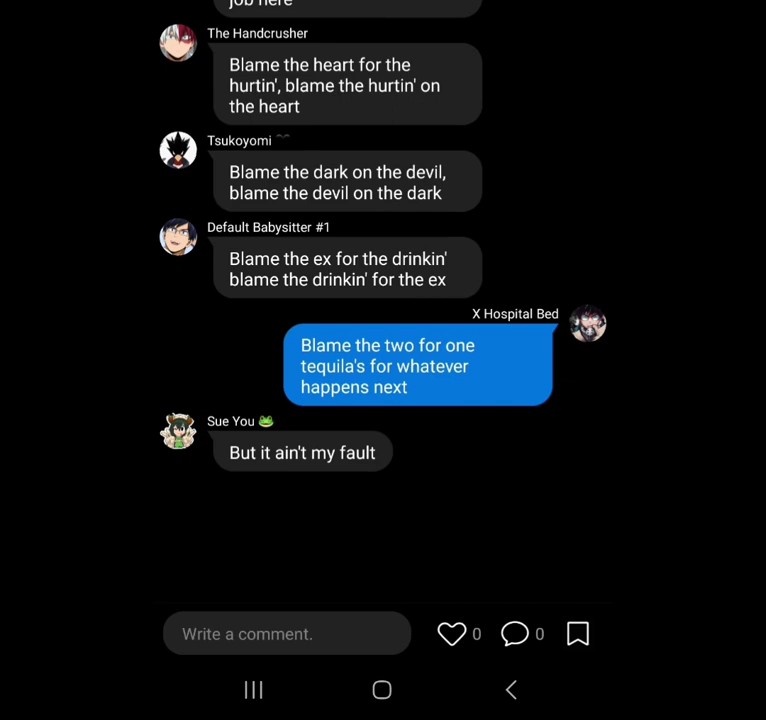 job here
The Handcrusher
Blame the heart for the
hurtin', blame the hurtin' on
the heart
Tsukoyomi
Blame the dark on the devil,
blame the devil on the dark
Default Babysitter #1
Blame the ex for the drinkin'
blame the drinkin' for the ex
X Hospital Bed
Blame the two for one
tequila's for whatever
happens next
Sue You 🐸
But it ain't my fault
Write a comment.
0
0